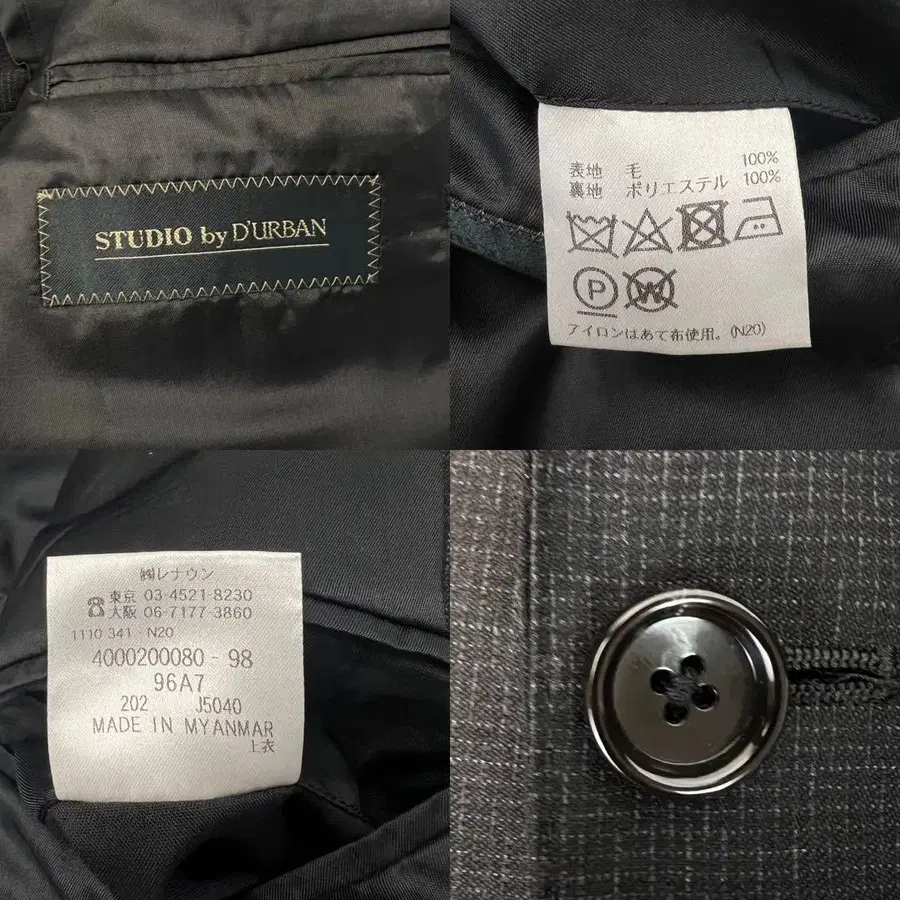 STUDIO by D'URBAN
表地 毛 100%
裏地 ポリエステル 100%
P
W
アイロンはあて布使用。(N20)
㈱レナウン
☎ 東京 03-4521-8230
大阪 06-7177-3860
1110 341 - N20
4000200080-98
96A7
202 J5040
MADE IN MYANMAR
上衣